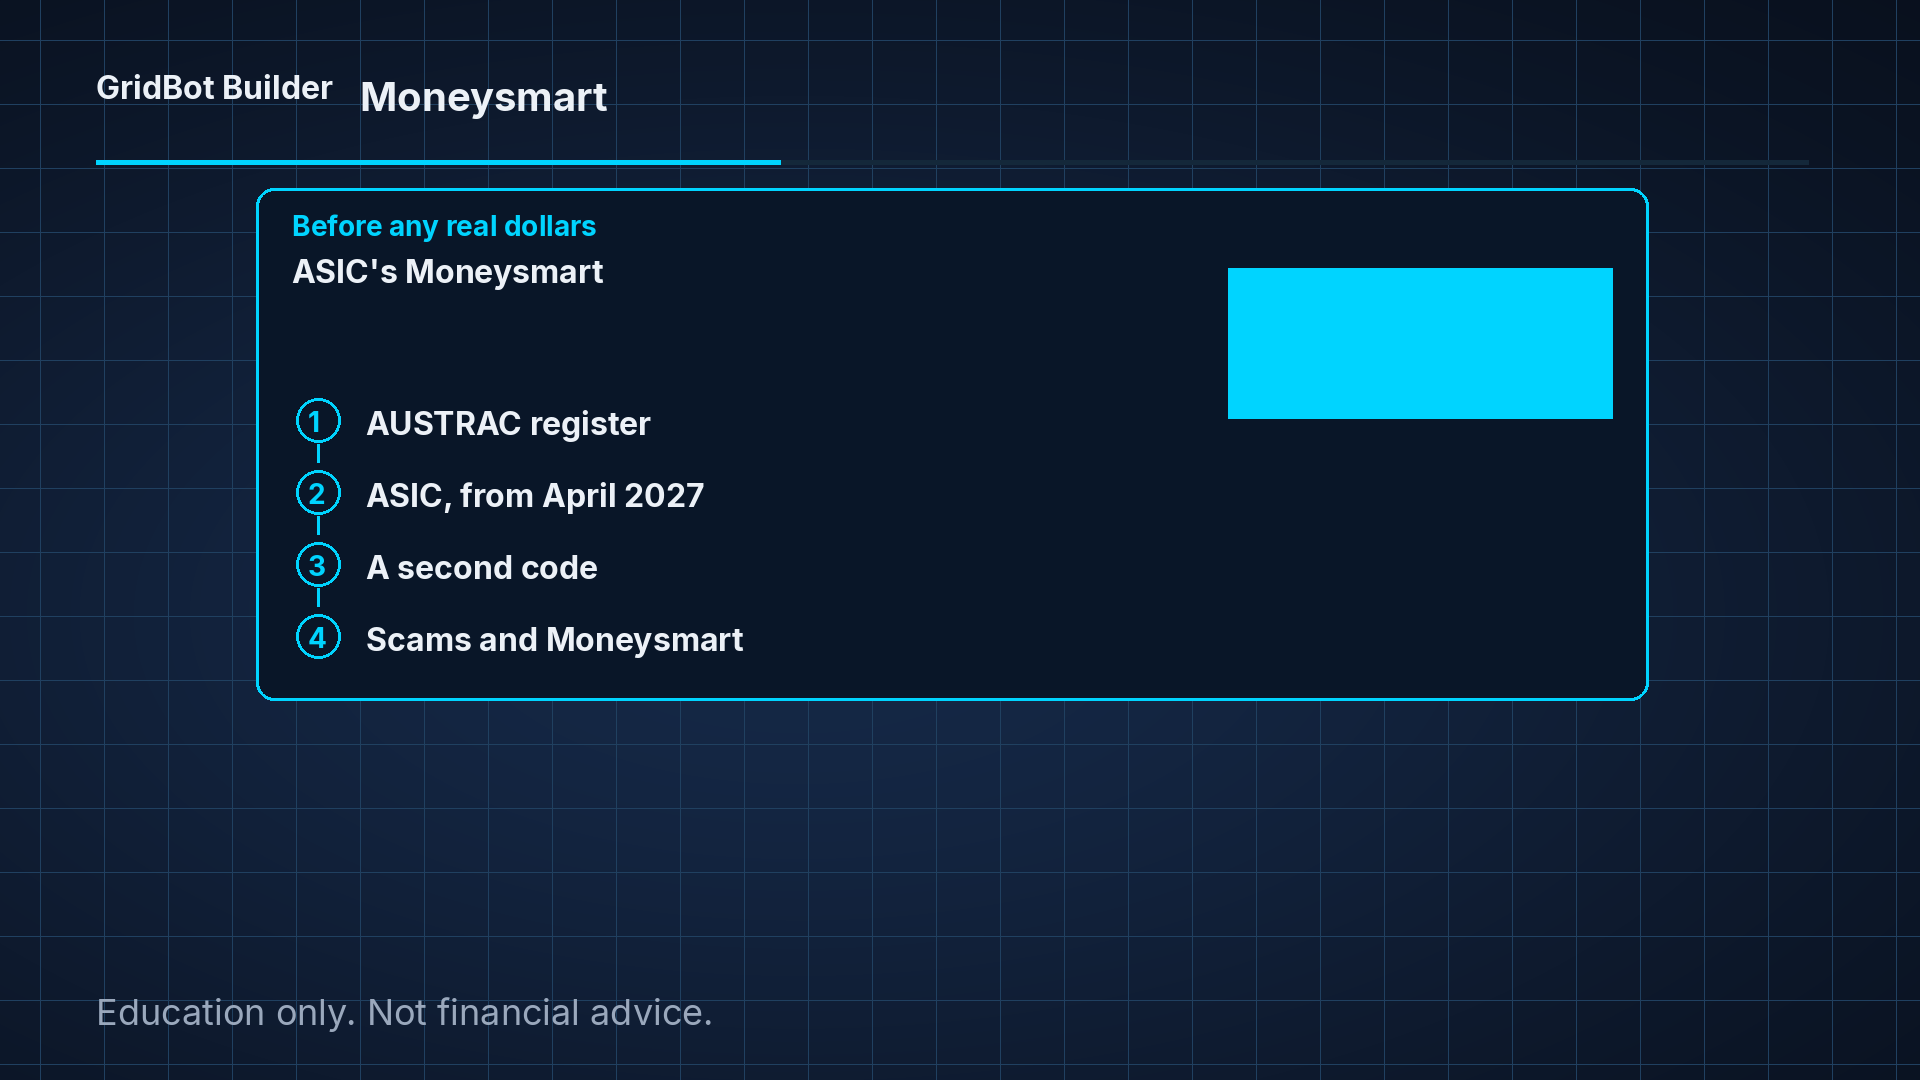 GridBot Builder
Moneysmart
Before any real dollars
ASIC's Moneysmart
1 AUSTRAC register
2 ASIC, from April 2027
3 A second code
4 Scams and Moneysmart
Education only. Not financial advice.